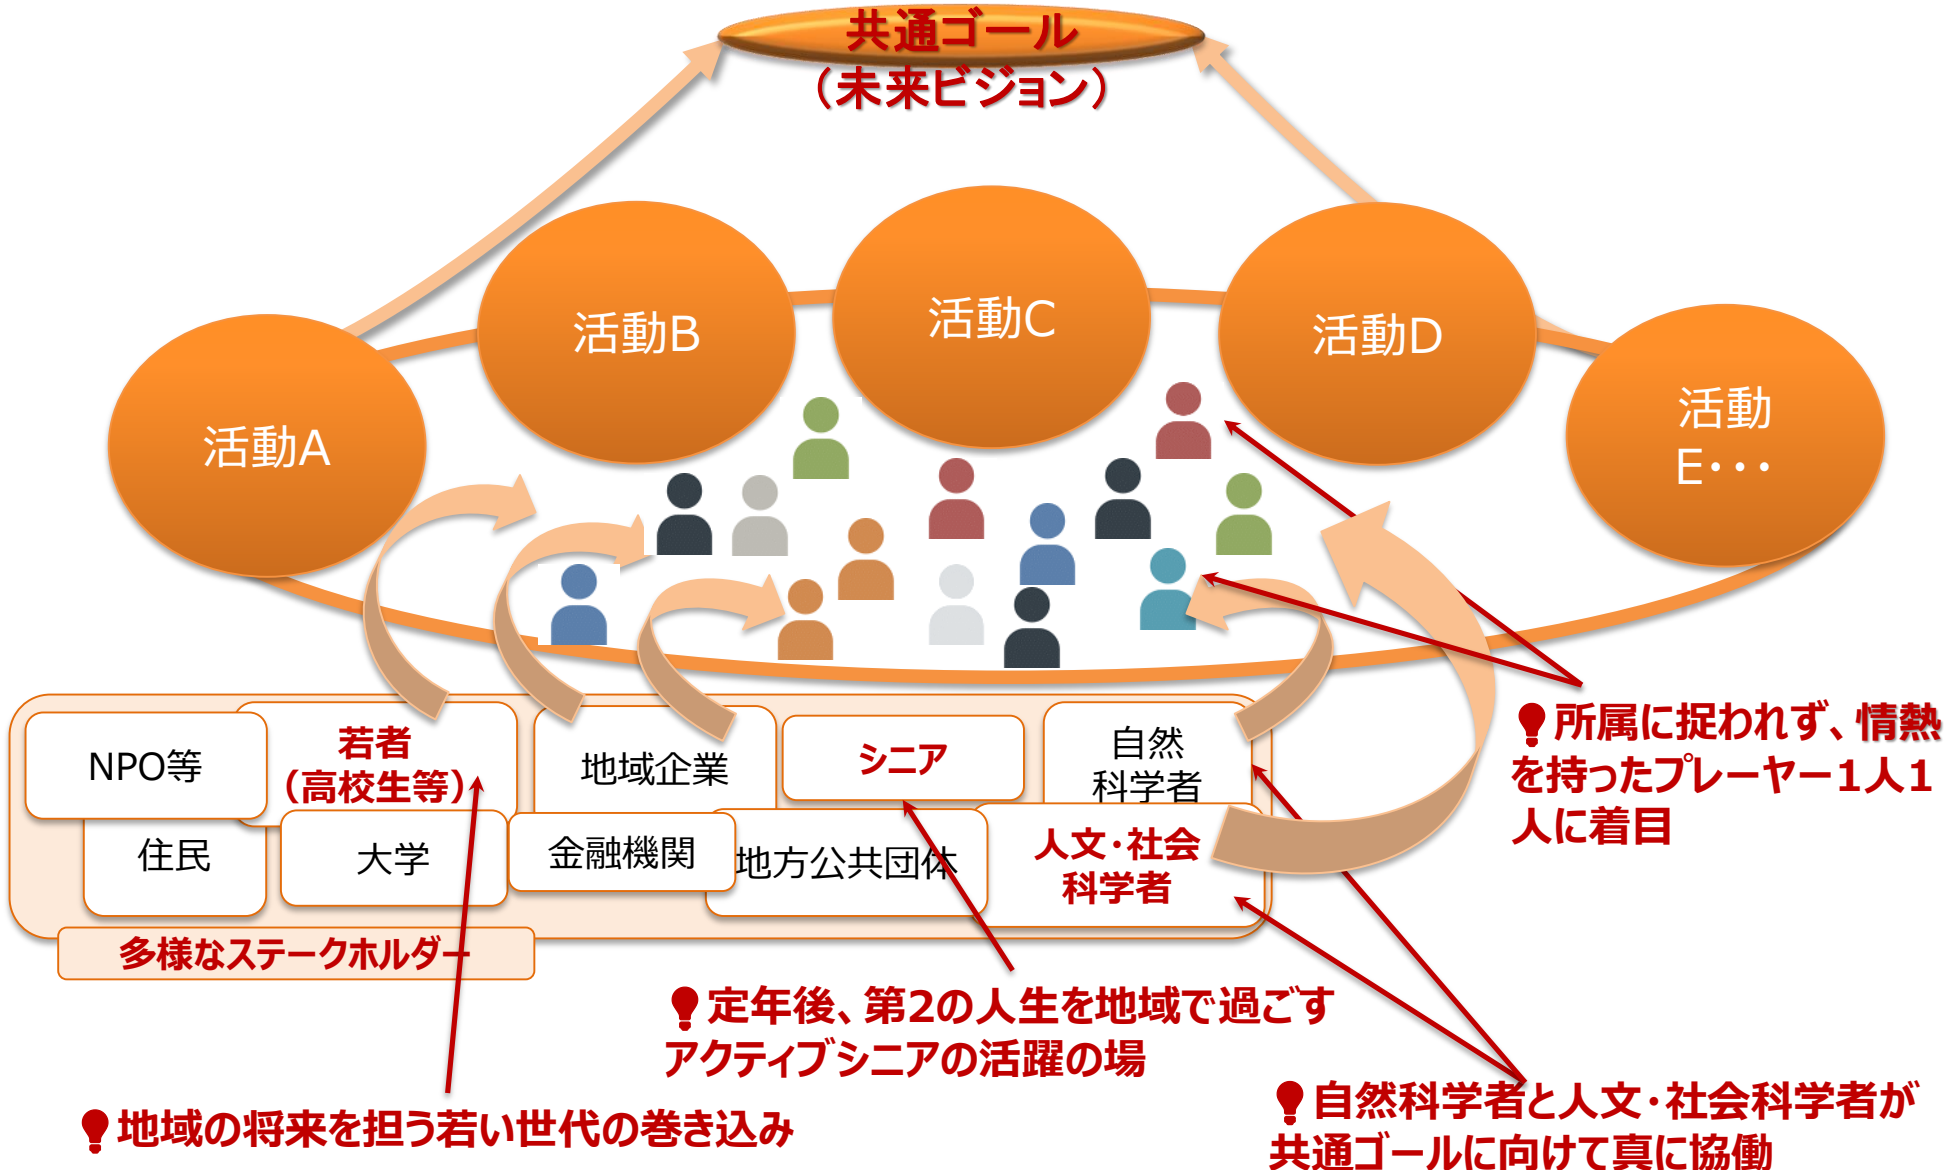 共通ゴール
（未来ビジョン）
活動A
活動B
活動C
活動D
活動
E・・・
NPO等
若者
（高校生等）
地域企業
シニア
自然
科学者
住民
大学
金融機関
地方公共団体
人文・社会
科学者
多様なステークホルダー
所属に捉われず、情熱
を持ったプレーヤー1人1
人に着目
定年後、第2の人生を地域で過ごす
アクティブシニアの活躍の場
地域の将来を担う若い世代の巻き込み
自然科学者と人文・社会科学者が
共通ゴールに向けて真に協働